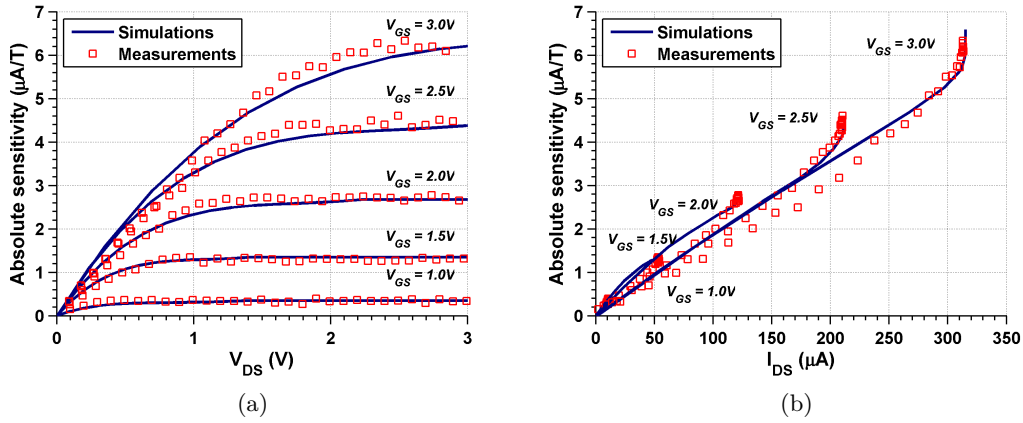 7
6
5
4
3
2
1
0
0
1
2
3
Absolute sensitivity (μA/T)
V_DS (V)
Simulations
Measurements
V_GS = 3.0V
V_GS = 2.5V
V_GS = 2.0V
V_GS = 1.5V
V_GS = 1.0V
(a)
7
6
5
4
3
2
1
0
0
50
100
150
200
250
300
350
Absolute sensitivity (μA/T)
I_DS (μA)
Simulations
Measurements
V_GS = 3.0V
V_GS = 2.5V
V_GS = 2.0V
V_GS = 1.5V
V_GS = 1.0V
(b)